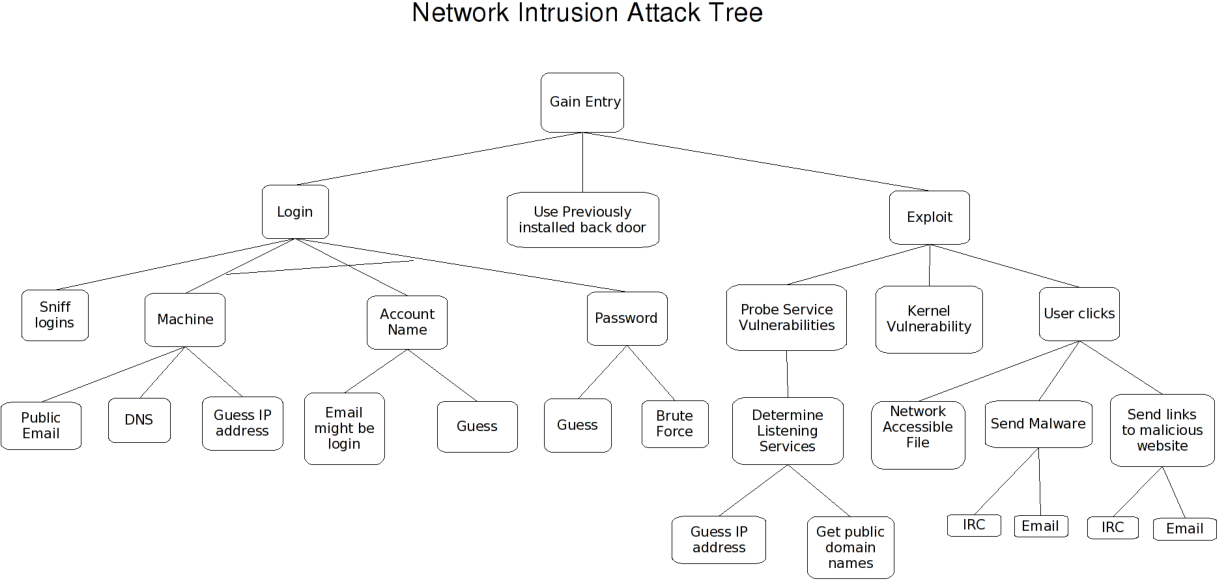 Network Intrusion Attack Tree
Gain Entry
Login
Use Previously
installed back door
Exploit
Sniff
logins
Machine
Account
Name
Password
Probe Service
Vulnerabilities
Kernel
Vulnerability
User clicks
Public
Email
DNS
Guess IP
address
Email
might be
login
Guess
Guess
Brute
Force
Determine
Listening
Services
Network
Accessible
File
Send Malware
Send links
to malicious
website
Guess IP
address
Get public
domain
names
IRC
Email
IRC
Email